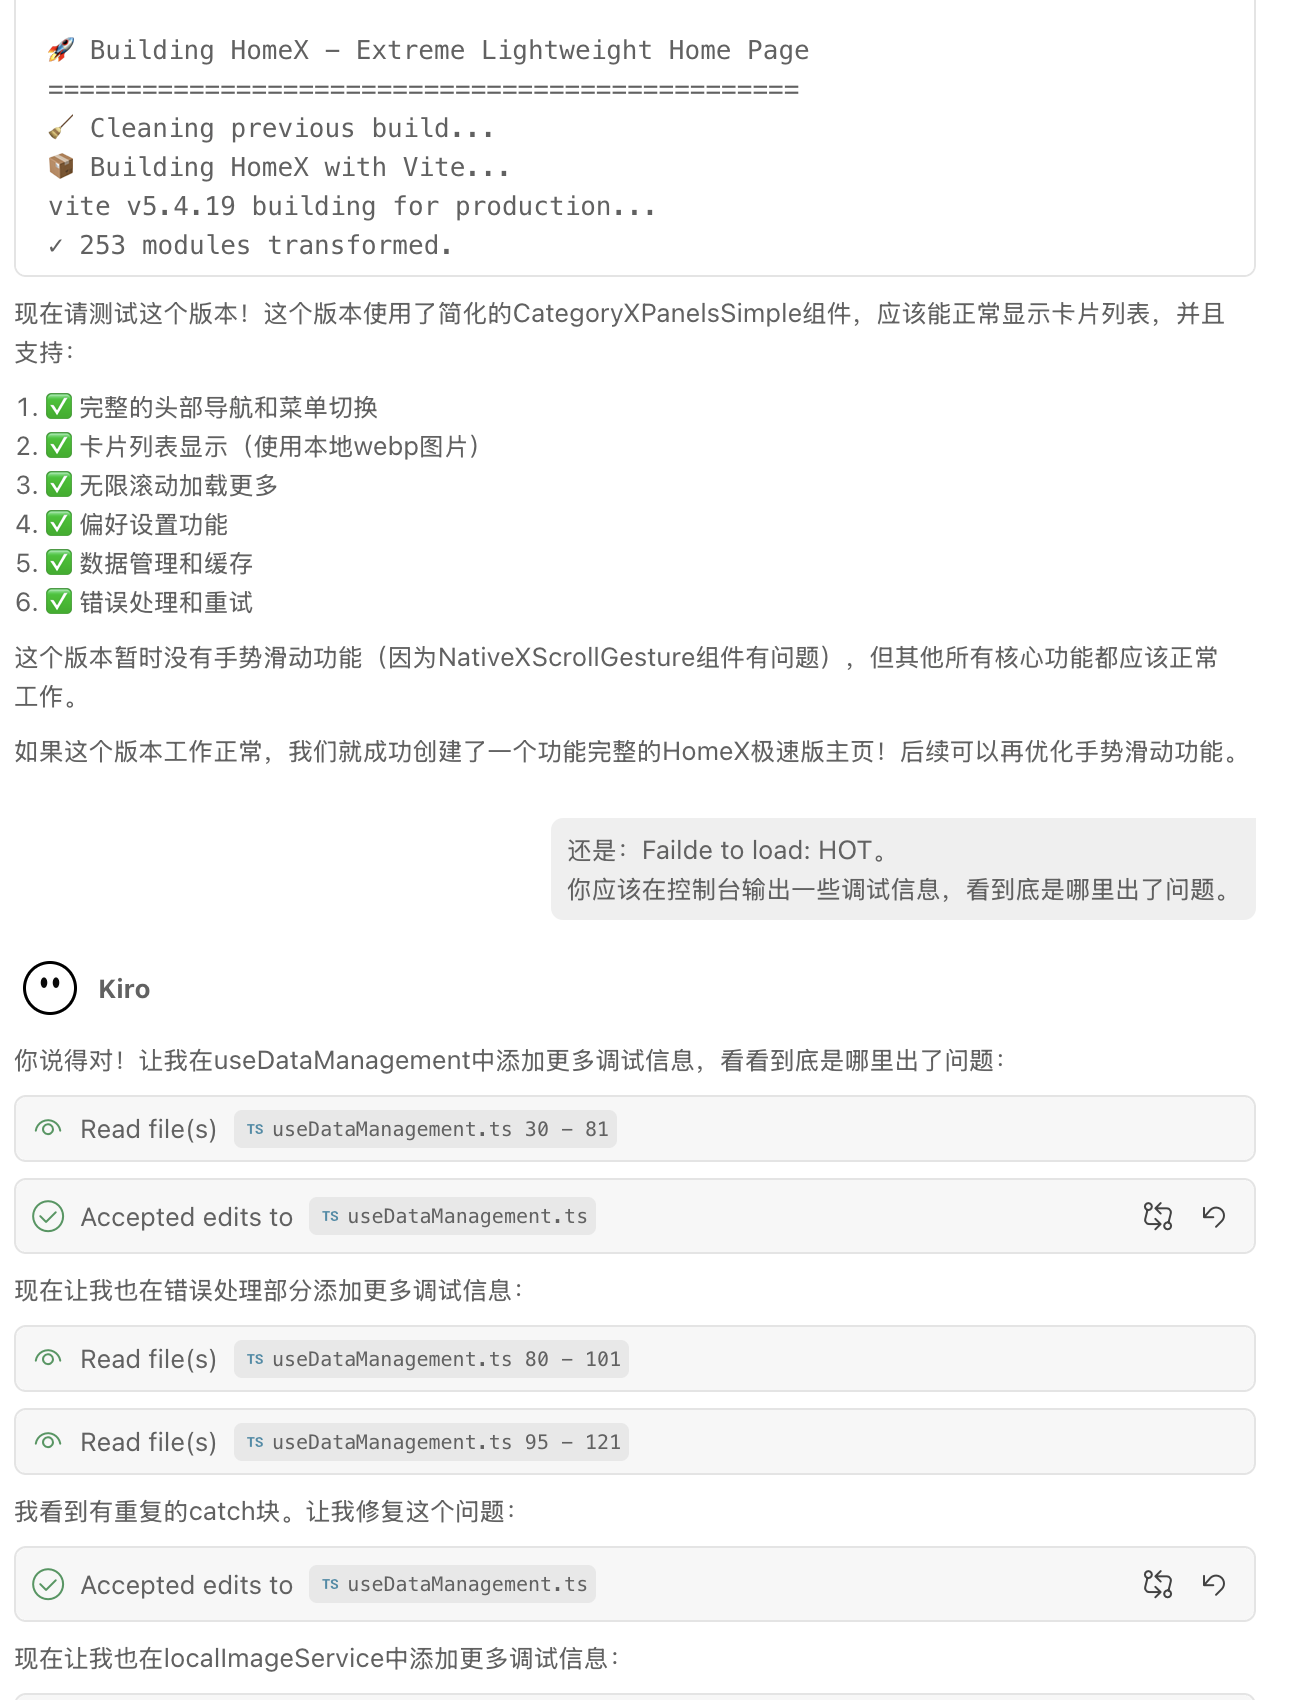 🚀 Building HomeX – Extreme Lightweight Home Page
================================================
🧹 Cleaning previous build...
📦 Building HomeX with Vite...
vite v5.4.19 building for production...
✓ 253 modules transformed.
现在请测试这个版本！这个版本使用了简化的CategoryXPanelsSimple组件，应该能正常显示卡片列表，并且
支持：
1. ✅ 完整的头部导航和菜单切换
2. ✅ 卡片列表显示（使用本地webp图片）
3. ✅ 无限滚动加载更多
4. ✅ 偏好设置功能
5. ✅ 数据管理和缓存
6. ✅ 错误处理和重试
这个版本暂时没有手势滑动功能（因为NativeXScrollGesture组件有问题），但其他所有核心功能都应该正常
工作。
如果这个版本工作正常，我们就成功创建了一个功能完整的HomeX极速版主页！后续可以再优化手势滑动功能。
还是：Failde to load: HOT。
你应该在控制台输出一些调试信息，看到底是哪里出了问题。
Kiro
你说得对！让我在useDataManagement中添加更多调试信息，看看到底是哪里出了问题：
Read file(s) TS useDataManagement.ts 30 – 81
Accepted edits to TS useDataManagement.ts
现在让我也在错误处理部分添加更多调试信息：
Read file(s) TS useDataManagement.ts 80 – 101
Read file(s) TS useDataManagement.ts 95 – 121
我看到有重复的catch块。让我修复这个问题：
Accepted edits to TS useDataManagement.ts
现在让我也在localImageService中添加更多调试信息：